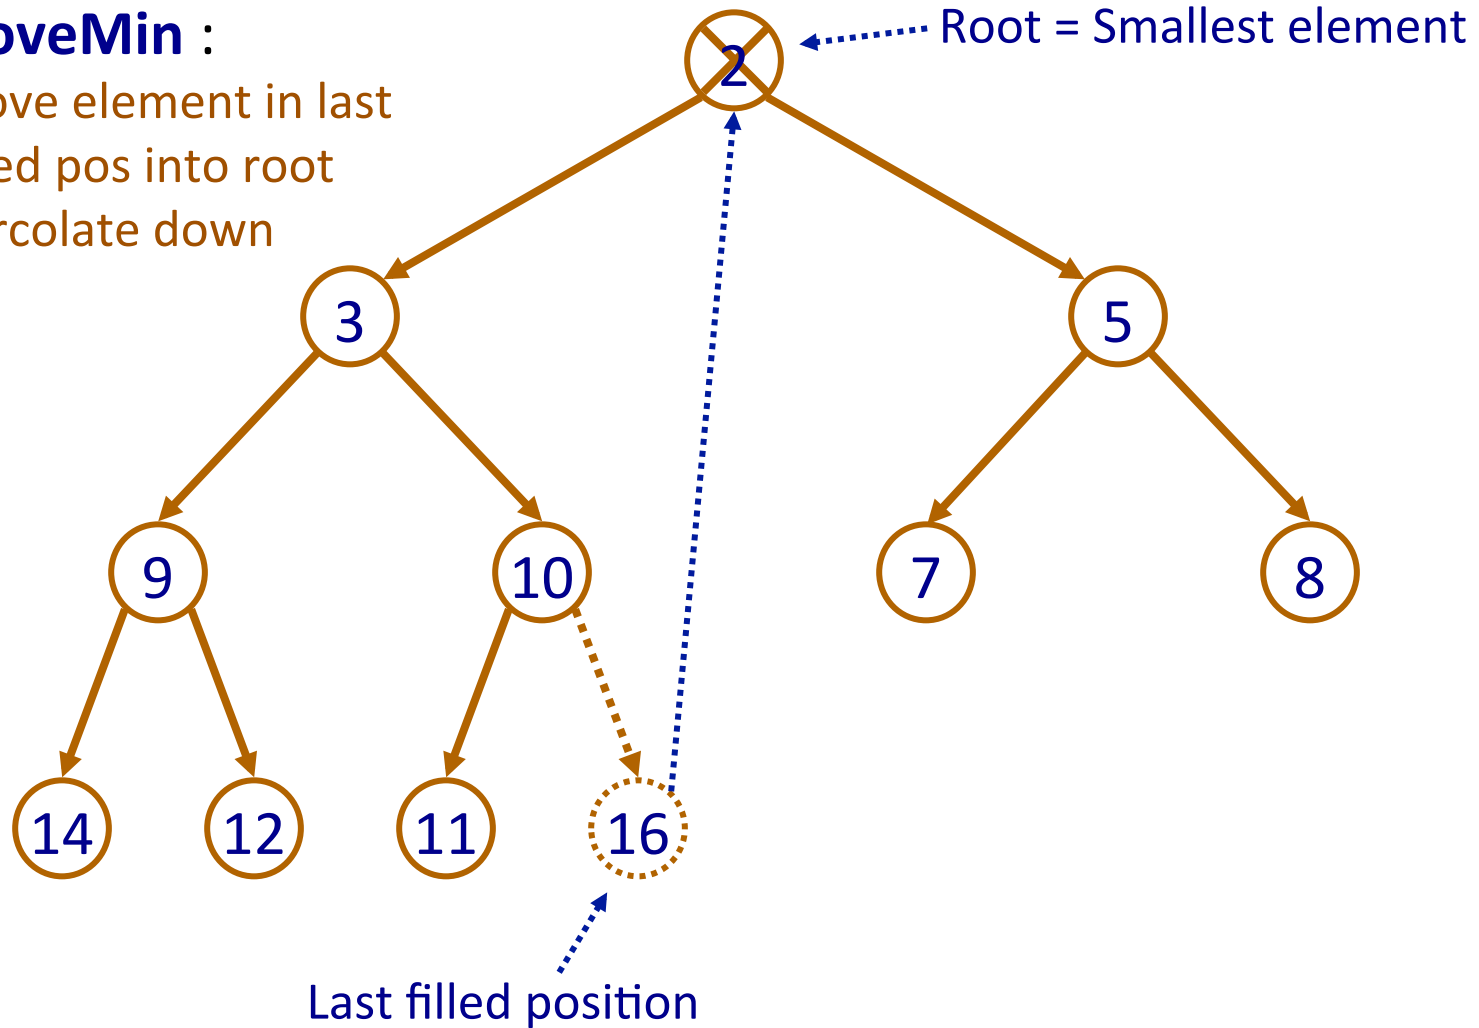 oveMin :
ove element in last
ed pos into root
rcolate down
Root = Smallest element
2
3
5
9
10
7
8
14
12
11
16
Last filled position